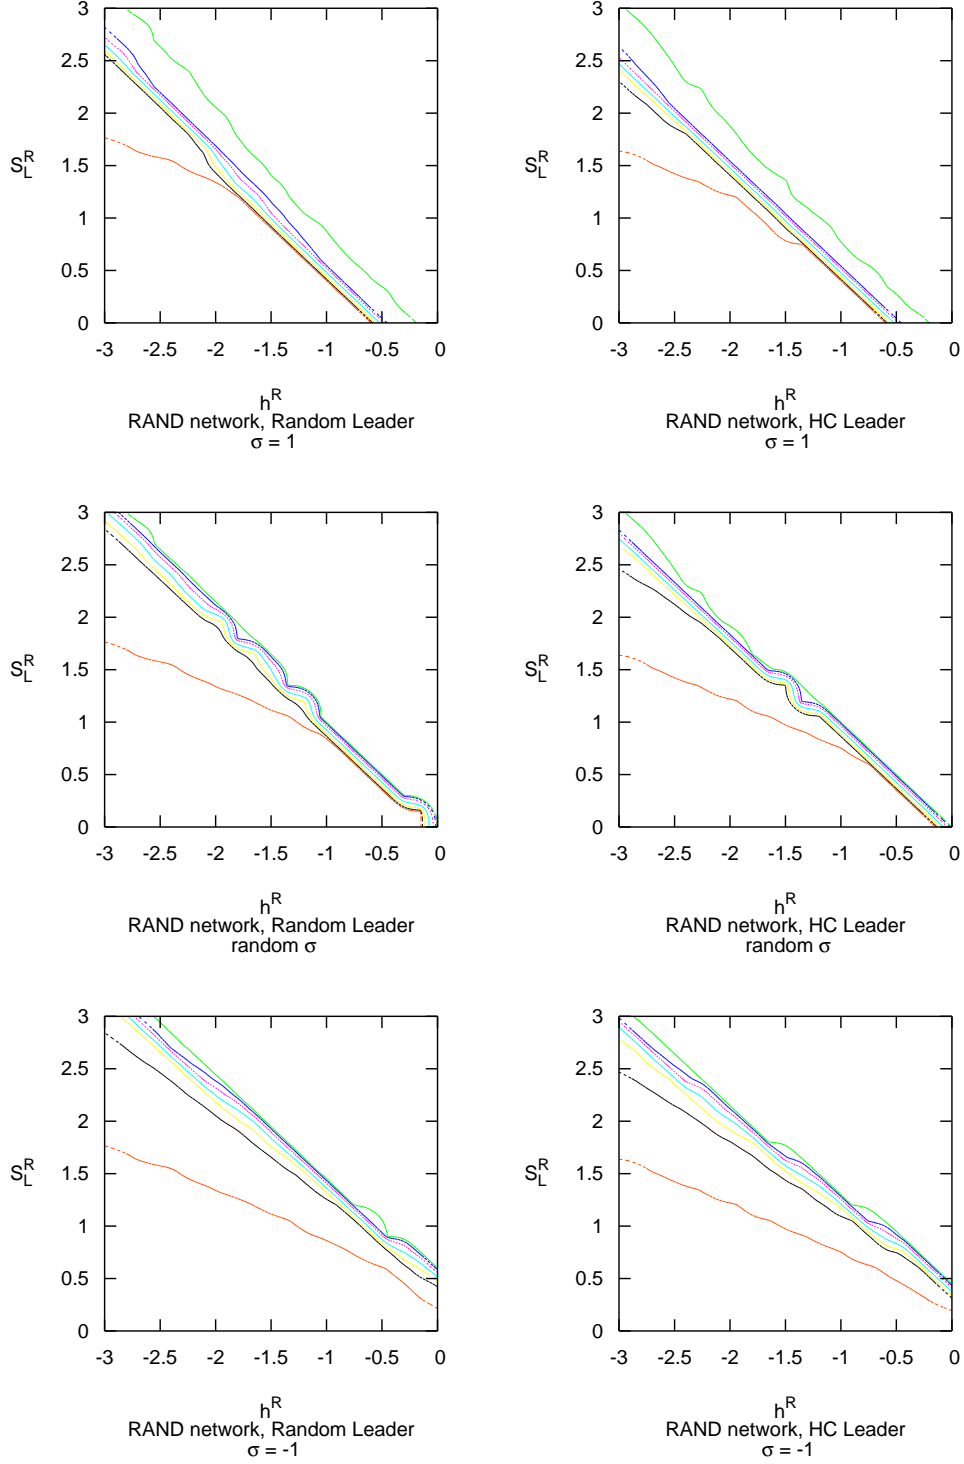 3
2.5
2
1.5
1
0.5
0
S_L^R
-3 -2.5 -2 -1.5 -1 -0.5 0
h^R
RAND network, Random Leader
σ = 1
3
2.5
2
1.5
1
0.5
0
S_L^R
-3 -2.5 -2 -1.5 -1 -0.5 0
h^R
RAND network, HC Leader
σ = 1
3
2.5
2
1.5
1
0.5
0
S_L^R
-3 -2.5 -2 -1.5 -1 -0.5 0
h^R
RAND network, Random Leader
random σ
3
2.5
2
1.5
1
0.5
0
S_L^R
-3 -2.5 -2 -1.5 -1 -0.5 0
h^R
RAND network, HC Leader
random σ
3
2.5
2
1.5
1
0.5
0
S_L^R
-3 -2.5 -2 -1.5 -1 -0.5 0
h^R
RAND network, Random Leader
σ = -1
3
2.5
2
1.5
1
0.5
0
S_L^R
-3 -2.5 -2 -1.5 -1 -0.5 0
h^R
RAND network, HC Leader
σ = -1